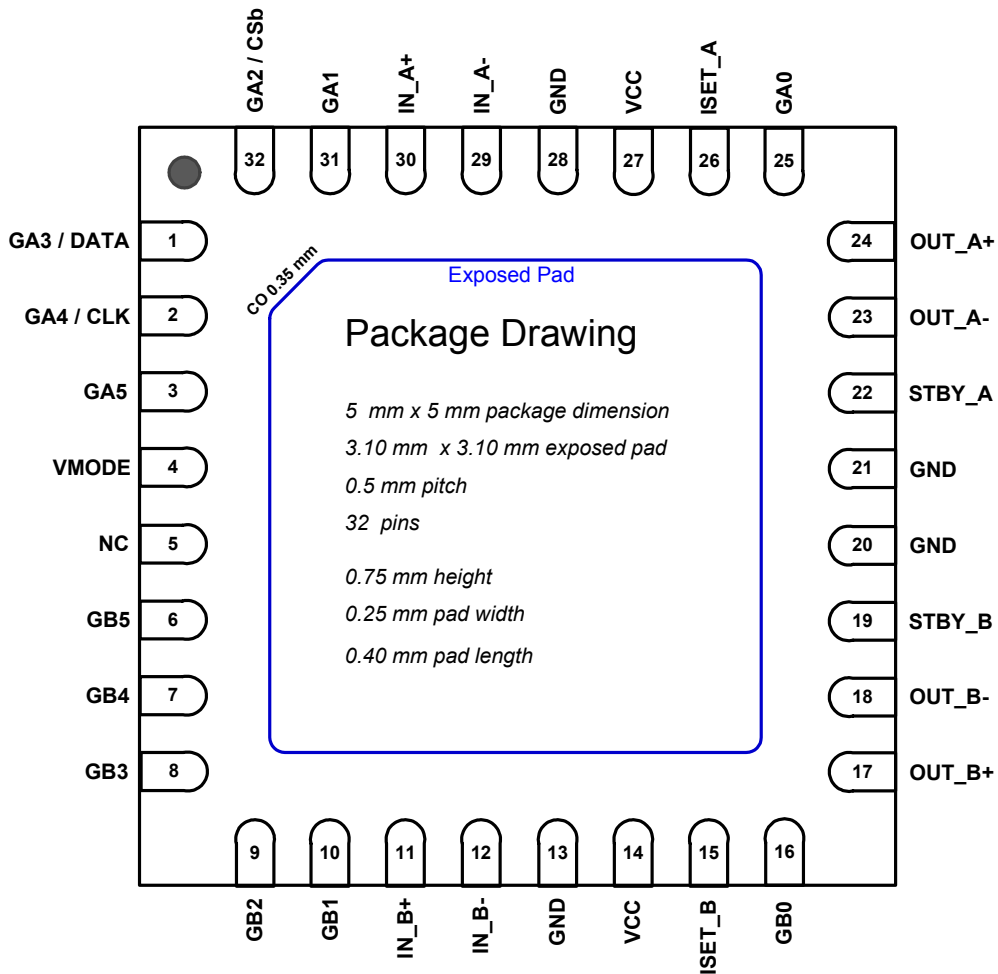 GA2 / CSb
GA1
IN_A+
IN_A-
GND
VCC
ISET_A
GA0
32
31
30
29
28
27
26
25
GA3 / DATA 1
GA4 / CLK 2
GA5 3
VMODE 4
NC 5
GB5 6
GB4 7
GB3 8
24 OUT_A+
23 OUT_A-
22 STBY_A
21 GND
20 GND
19 STBY_B
18 OUT_B-
17 OUT_B+
CO 0.35 mm
Exposed Pad
Package Drawing
5 mm x 5 mm package dimension
3.10 mm x 3.10 mm exposed pad
0.5 mm pitch
32 pins
0.75 mm height
0.25 mm pad width
0.40 mm pad length
9
10
11
12
13
14
15
16
GB2
GB1
IN_B+
IN_B-
GND
VCC
ISET_B
GB0